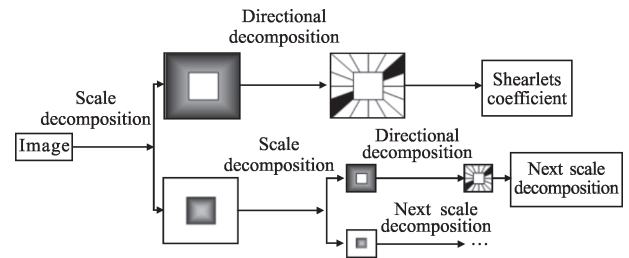 Directional
decomposition
Scale
decomposition
Shearlets
coefficient
Image
Scale
decomposition
Directional
decomposition
Next scale
decomposition
Next scale
decomposition
...